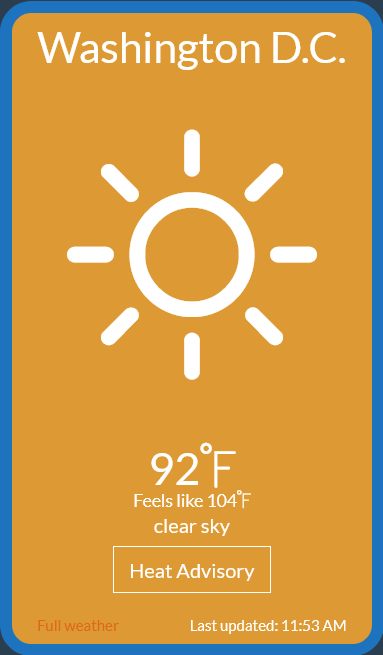 Washington D.C.
92°F
Feels like 104°F
clear sky
Heat Advisory
Full weather
Last updated: 11:53 AM